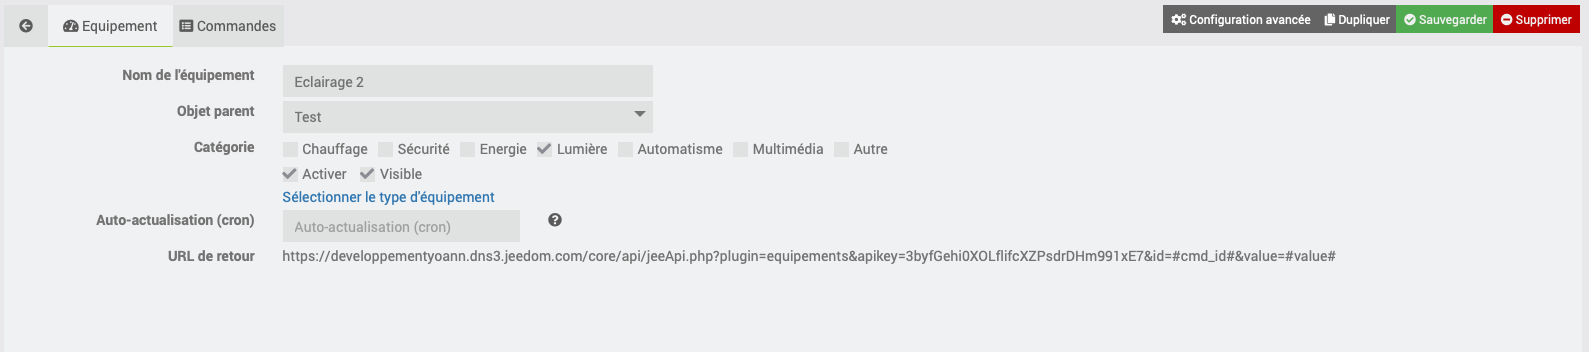 Equipement Commandes Configuration avancée Dupliquer Sauvegarder Supprimer
Nom de l'équipement Eclairage 2
Objet parent Test
Catégorie Chauffage Sécurité Energie Lumière Automatisme Multimédia Autre
Activer Visible
Sélectionner le type d'équipement
Auto-actualisation (cron) Auto-actualisation (cron)
URL de retour https://developpementyoann.dns3.jeedom.com/core/api/jeeApi.php?plugin=equipements&apikey=3byfGehi0XOLflifcXZPsdrDHm991xE7&id=#cmd_id#&value=#value#